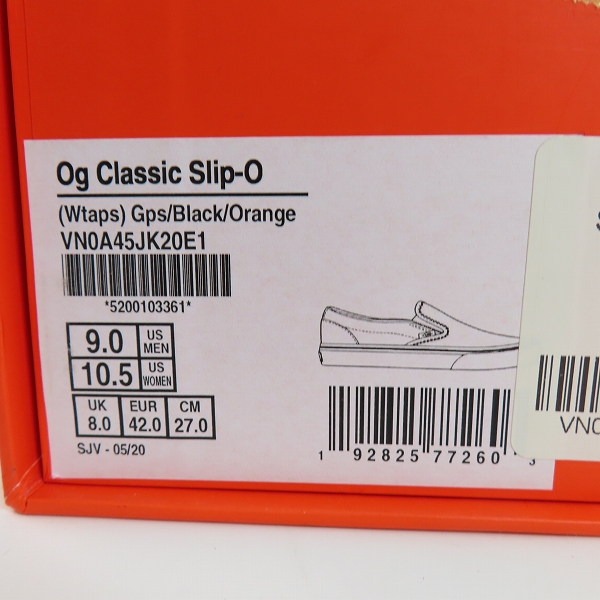 Og Classic Slip-O
(Wtaps) Gps/Black/Orange
VN0A45JK20E1
*5200103361*
9.0 US MEN
10.5 US WOMEN
UK 8.0 EUR 42.0 CM 27.0
SJV - 05/20
1 92825 77260 3
S
VN0